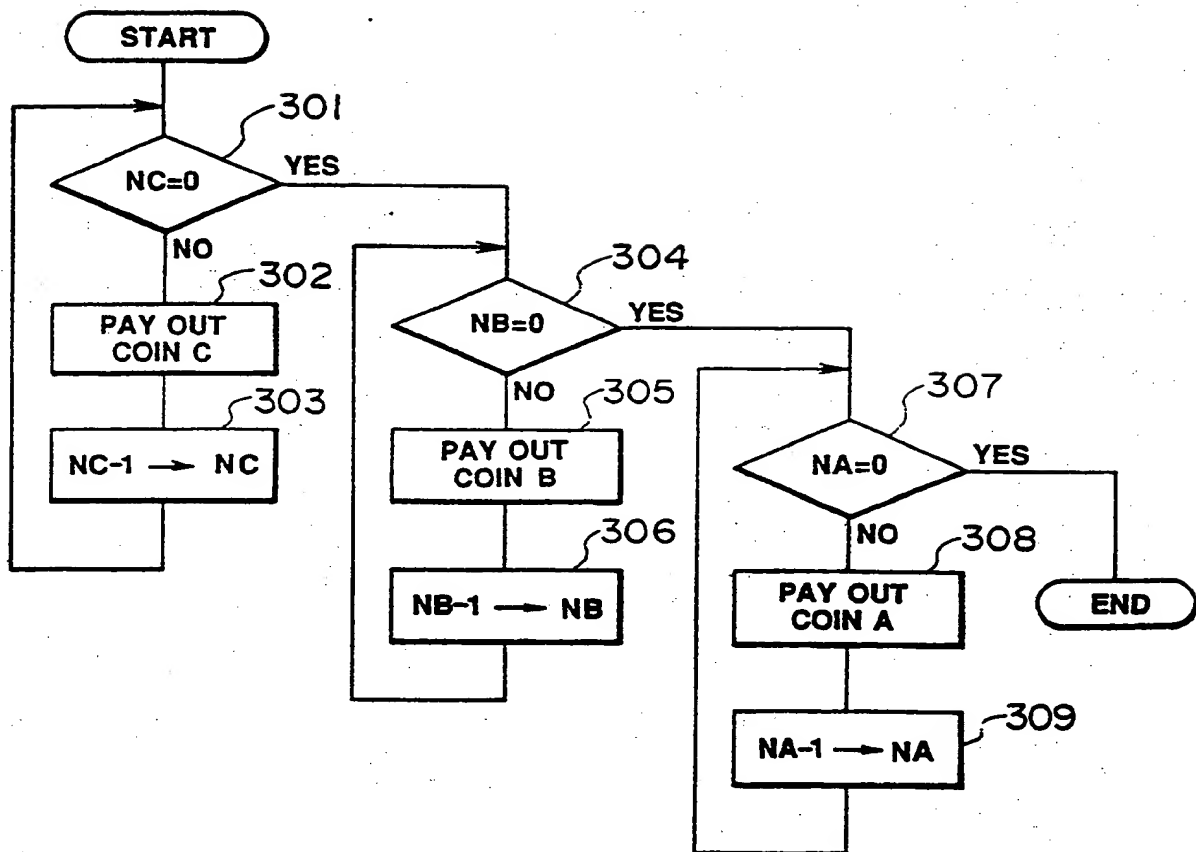 START
301
NC=0
YES
NO
302
PAY OUT
COIN C
303
NC-1 → NC
304
NB=0
YES
NO
305
PAY OUT
COIN B
306
NB-1 → NB
307
NA=0
YES
NO
308
PAY OUT
COIN A
END
309
NA-1 → NA